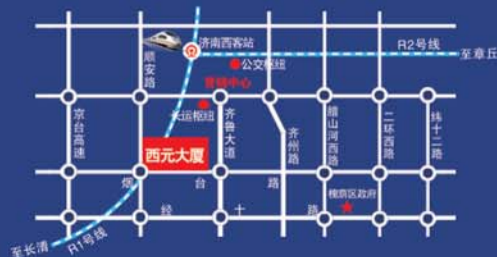 济南西客站
R2号线
至章丘
公交枢纽
顺安路
营销中心
长运枢纽
京台高速
齐鲁大道
齐州路
腊山河西路
二环西路
纬十二路
西元大厦
烟台路
槐荫区政府
经十路
至长清
R1号线